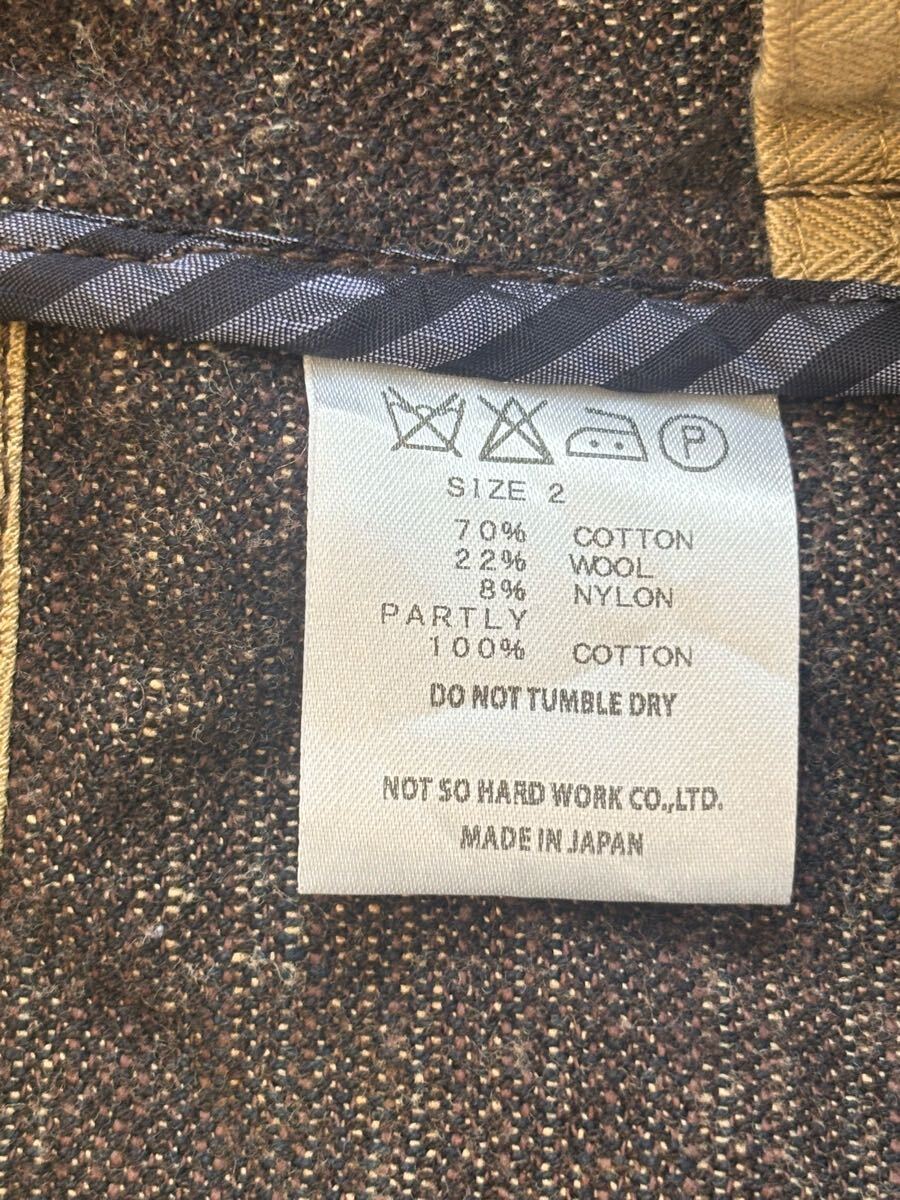 P
SIZE 2
70% COTTON
22% WOOL
8% NYLON
PARTLY
100% COTTON
DO NOT TUMBLE DRY
NOT SO HARD WORK CO.,LTD.
MADE IN JAPAN